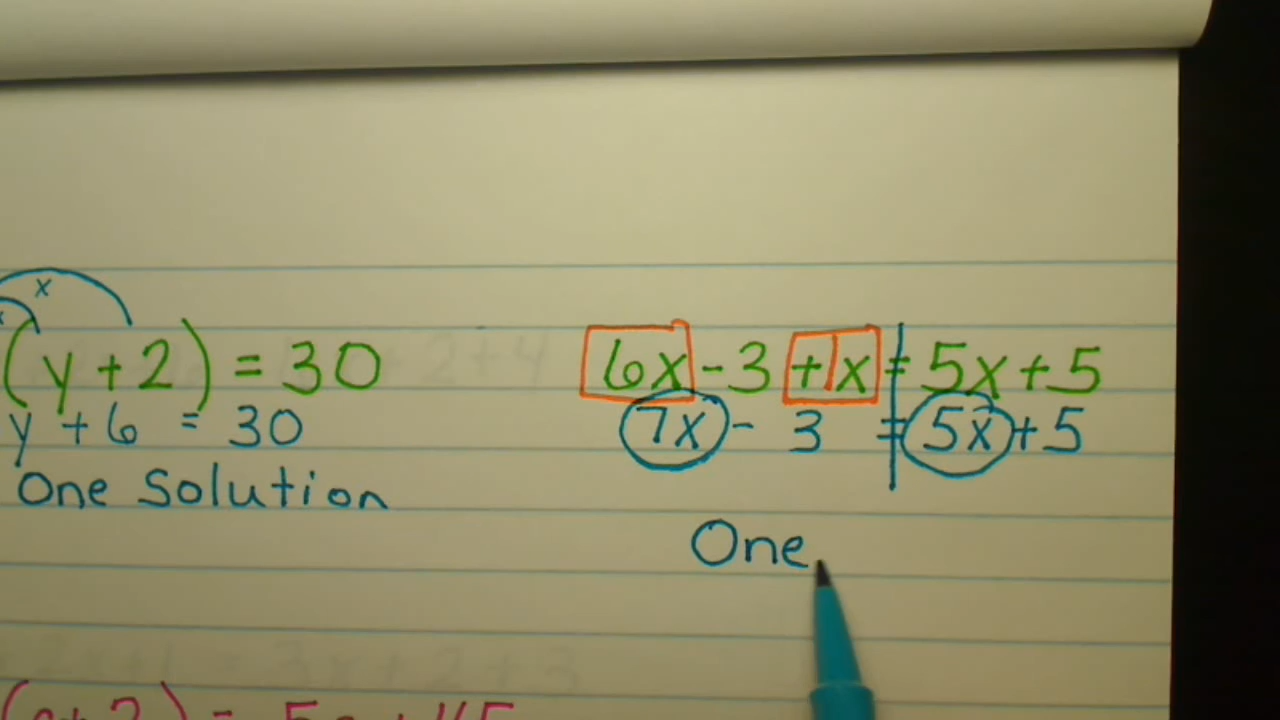 x
(y+2) = 30
y + 6 = 30
One Solution
6x - 3 + 1x = 5x + 5
7x - 3 = 5x + 5
One